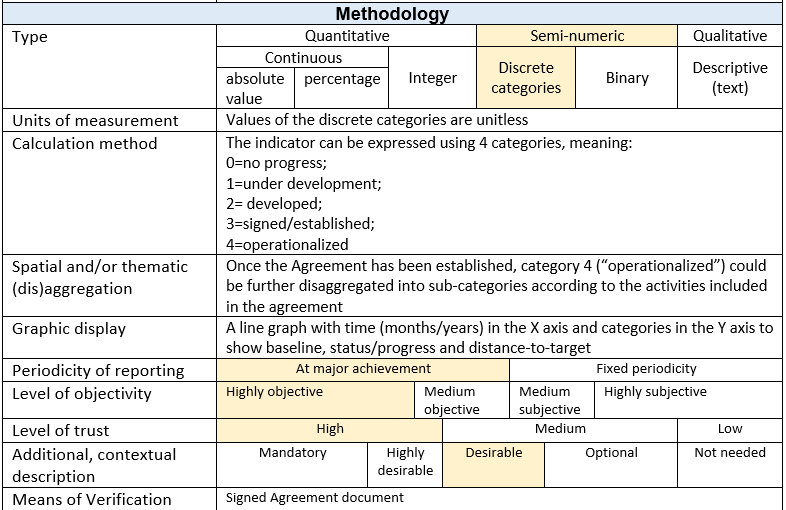 Methodology
Type
Quantitative
Semi-numeric
Qualitative
Continuous
absolute
value
percentage
Integer
Discrete
categories
Binary
Descriptive
(text)
Units of measurement
Values of the discrete categories are unitless
Calculation method
The indicator can be expressed using 4 categories, meaning:
0=no progress;
1=under development;
2= developed;
3=signed/established;
4=operationalized
Spatial and/or thematic
(dis)aggregation
Once the Agreement has been established, category 4 (“operationalized”) could
be further disaggregated into sub-categories according to the activities included
in the agreement
Graphic display
A line graph with time (months/years) in the X axis and categories in the Y axis to
show baseline, status/progress and distance-to-target
Periodicity of reporting
At major achievement
Fixed periodicity
Level of objectivity
Highly objective
Medium
objective
Medium
subjective
Highly subjective
Level of trust
High
Medium
Low
Additional, contextual
description
Mandatory
Highly
desirable
Desirable
Optional
Not needed
Means of Verification
Signed Agreement document